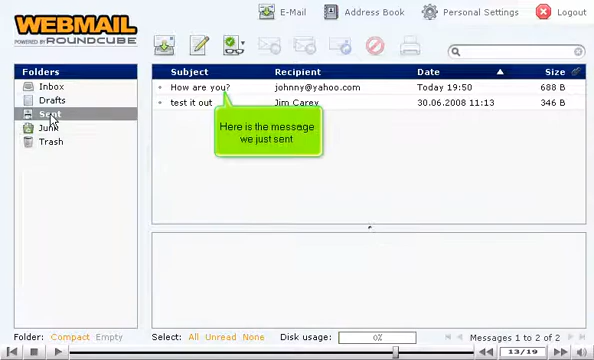 WEBMAIL
POWERED BY ROUNDCUBE
E-Mail
Address Book
Personal Settings
Logout
Folders
Inbox
Drafts
Sent
Junk
Trash
Subject Recipient Date Size
How are you? johnny@yahoo.com Today 19:50 688 B
test it out Jim Carey 30.06.2008 11:13 346 B
Here is the message
we just sent
Folder: Compact Empty
Select: All Unread None
Disk usage: 0%
Messages 1 to 2 of 2
13/19